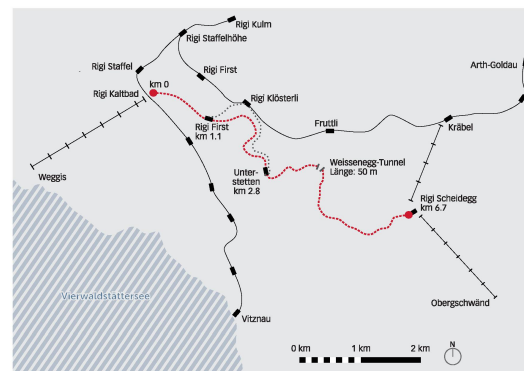 Rigi Kulm
Rigi Staffelhöhe
Rigi Staffel
Rigi First
Arth-Goldau
km 0
Rigi Kaltbad
Rigi Klösterli
Rigi First
km 1.1
Fruttli
Kräbel
Weggis
Unter-
stetten
km 2.8
Weissenegg-Tunnel
Länge: 50 m
Rigi Scheidegg
km 6.7
Vierwaldstättersee
Obergschwänd
Vitznau
N
0 km
1 km
2 km